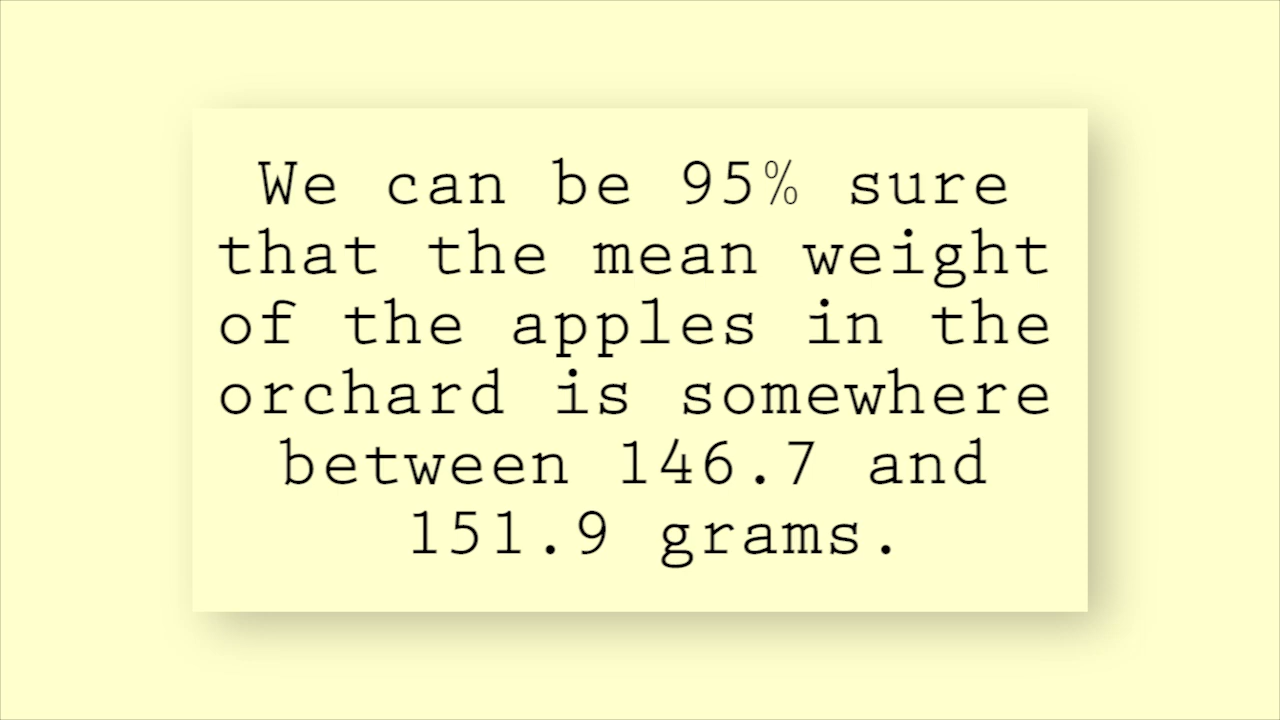 We can be 95% sure
that the mean weight
of the apples in the
orchard is somewhere
between 146.7 and
151.9 grams.